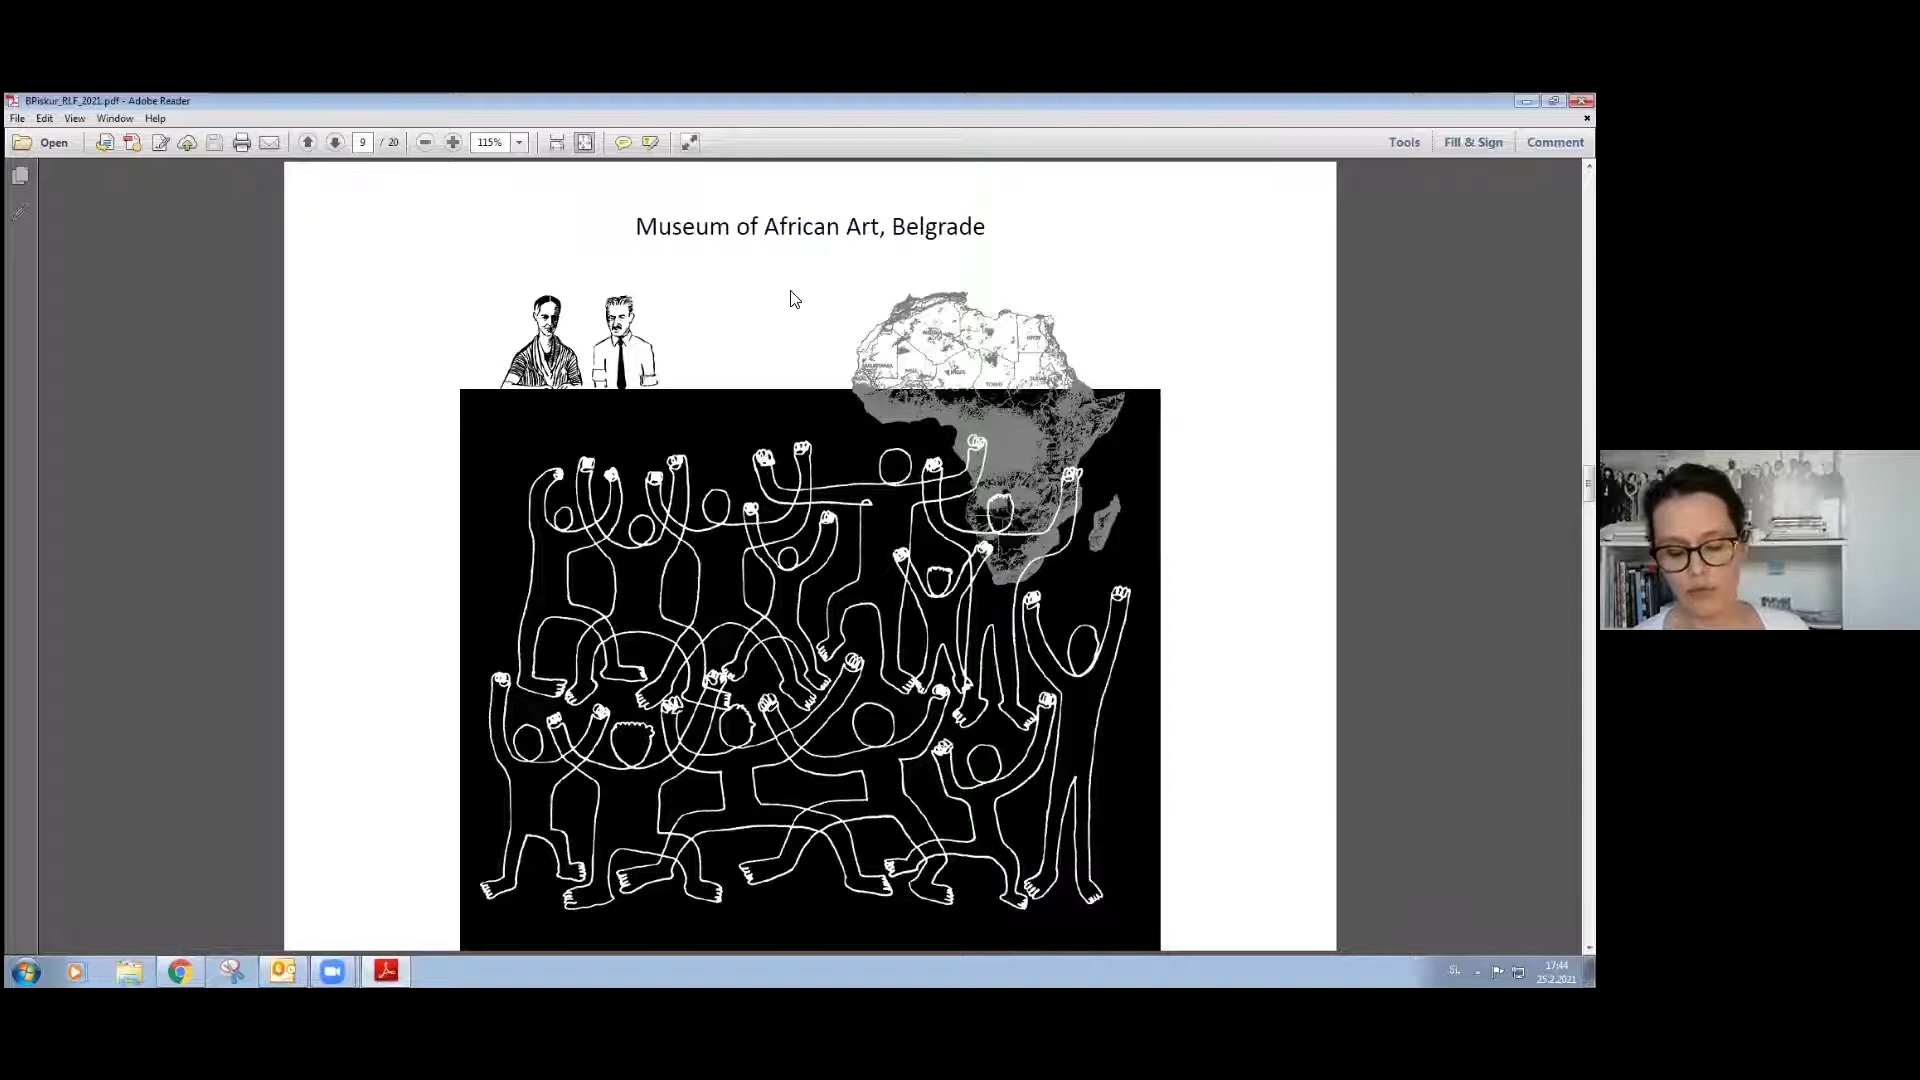 BPiskur_RLF_2021.pdf - Adobe Reader
File Edit View Window Help
Open 9 / 20 115% Tools Fill & Sign Comment
Museum of African Art, Belgrade
NIGER
SL 17:44
25.2.2021